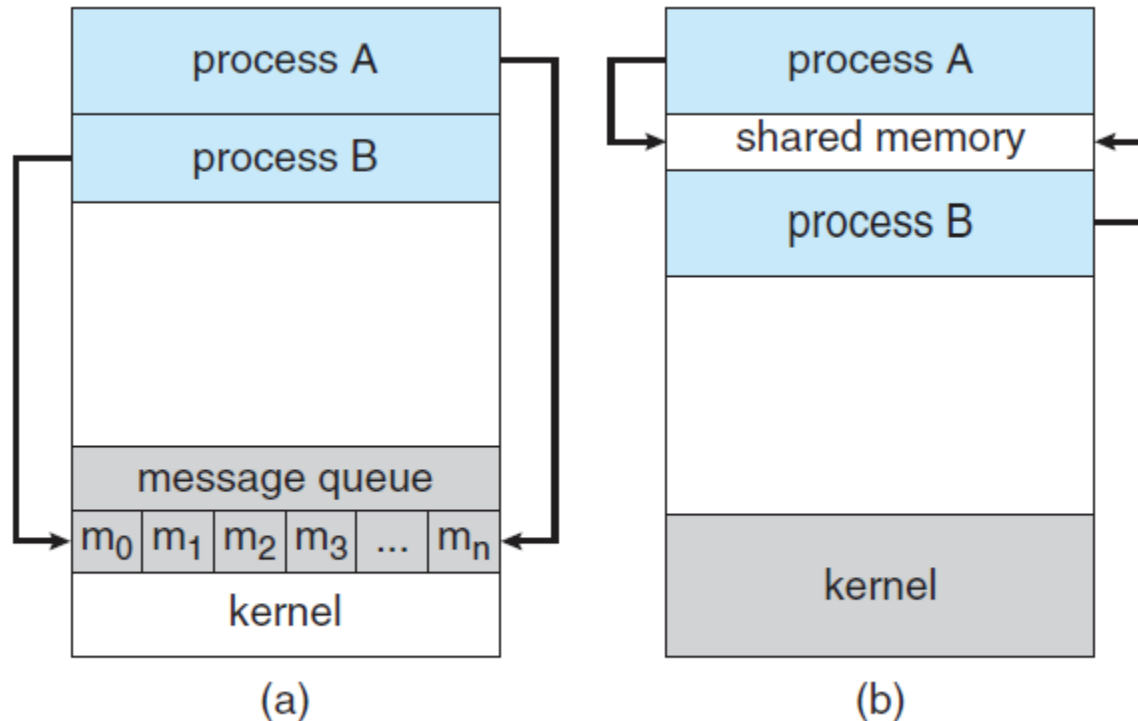 process A
process B
message queue
m₀ m₁ m₂ m₃ ... mₙ
kernel
(a)
process A
shared memory
process B
kernel
(b)